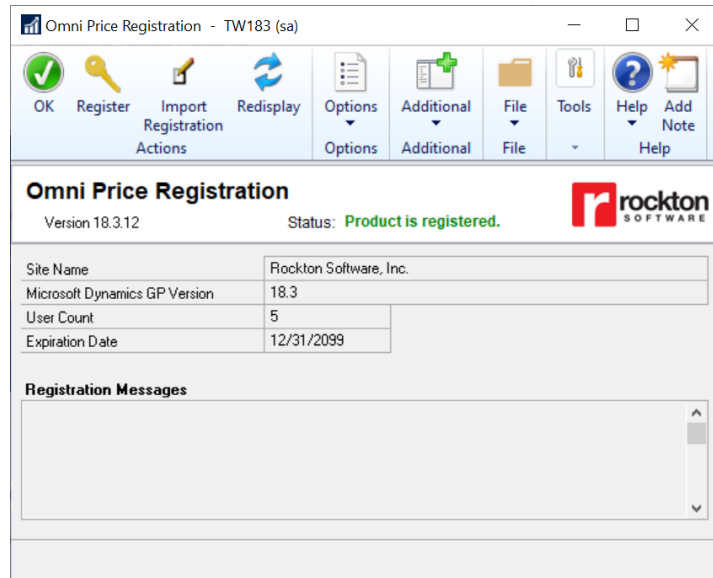 Omni Price Registration  -  TW183 (sa)
OK Register Import Registration Redisplay Options Additional File Tools Help Add Note
Actions Options Additional File Help
Omni Price Registration
Version 18.3.12 Status: Product is registered.
rockton
SOFTWARE
Site Name Rockton Software, Inc.
Microsoft Dynamics GP Version 18.3
User Count 5
Expiration Date 12/31/2099
Registration Messages